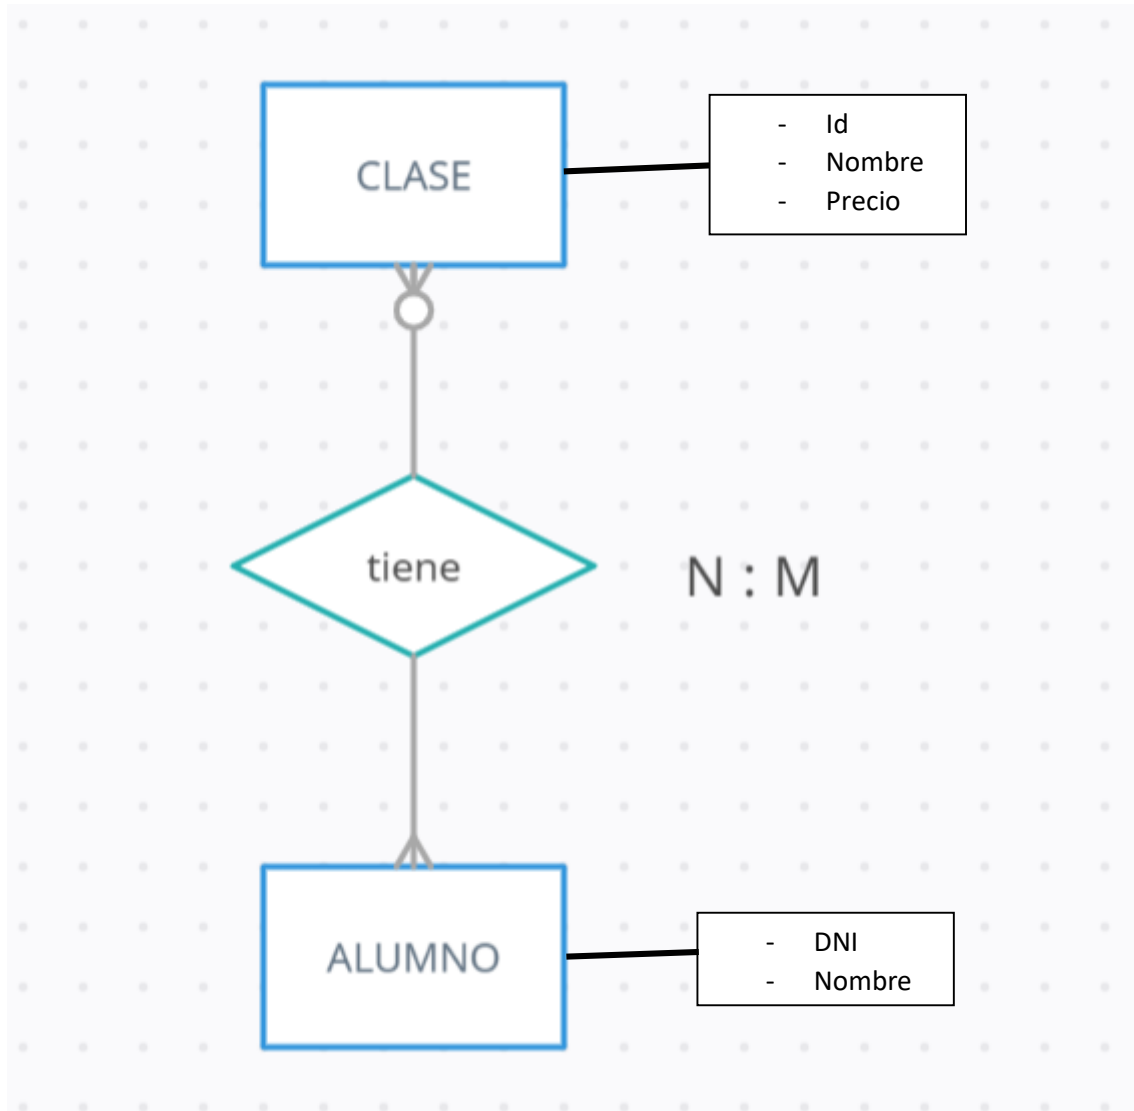 CLASE
- Id
- Nombre
- Precio
tiene
N : M
ALUMNO
- DNI
- Nombre